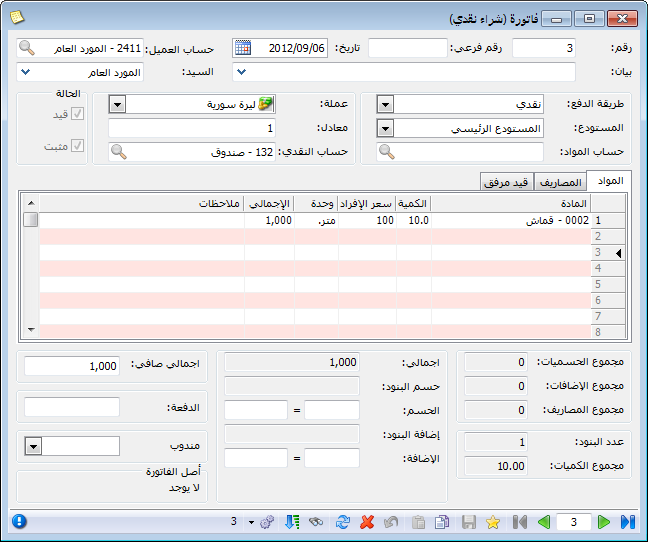 فاتورة (شراء نقدي)
رقم: 3 رقم فرعي: تاريخ: 2012/09/06 حساب العميل: 2411 - المورد العام
بيان: السيد: المورد العام
طريقة الدفع: نقدي
المستودع: المستودع الرئيسي
حساب المواد:
عملة: ليرة سورية
معادل: 1
حساب النقدي: 132 - صندوق
الحالة
قيد
مثبت
المواد المصاريف قيد مرفق
المادة الكمية سعر الإفراد وحدة الإجمالي ملاحظات
1 0002 - قماش 10.0 100 متر. 1,000
2
3
4
5
6
7
8
مجموع الحسميات: 0
مجموع الإضافات: 0
مجموع المصاريف: 0
عدد البنود: 1
مجموع الكميات: 10.00
اجمالي: 1,000
حسم البنود:
الحسم: =
إضافة البنود:
الإضافة: =
اجمالي صافي: 1,000
الدفعة:
مندوب
أصل الفاتورة
لا يوجد
3
3